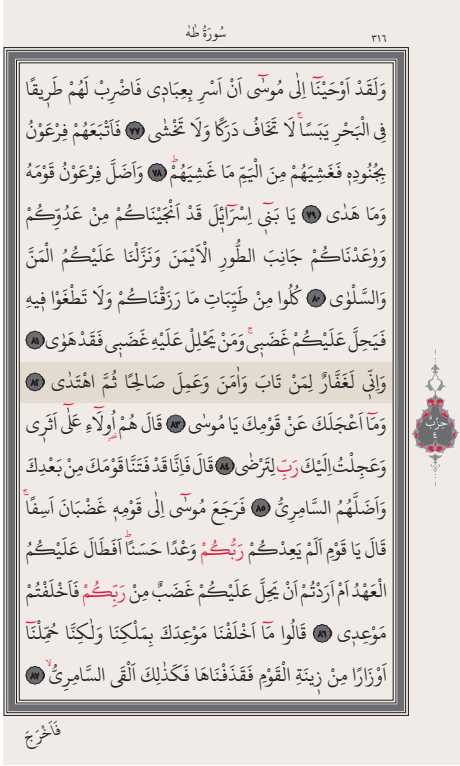 سُورَةُ طٰهٰ
٣١٦
وَلَقَدْ اَوْحَيْنَٓا اِلٰى مُوسٰٓى اَنْ اَسْرِ بِعِبَادٖى فَاضْرِبْ لَهُمْ طَرٖيقًا
فِى الْبَحْرِ يَبَسًاۚ لَا تَخَافُ دَرَكًا وَلَا تَخْشٰى ٧٧ فَاَتْبَعَهُمْ فِرْعَوْنُ
بِجُنُودِهٖ فَغَشِيَهُمْ مِنَ الْيَمِّ مَا غَشِيَهُمْؕ ٧٨ وَاَضَلَّ فِرْعَوْنُ قَوْمَهُ
وَمَا هَدٰى ٧٩ يَا بَنٖٓى اِسْرَٓائٖلَ قَدْ اَنْجَيْنَاكُمْ مِنْ عَدُوِّكُمْ
وَوٰعَدْنَاكُمْ جَانِبَ الطُّورِ الْاَيْمَنَ وَنَزَّلْنَا عَلَيْكُمُ الْمَنَّ
وَالسَّلْوٰى ٨٠ كُلُوا مِنْ طَيِّبَاتِ مَا رَزَقْنَاكُمْ وَلَا تَطْغَوْا فٖيهِ
فَيَحِلَّ عَلَيْكُمْ غَضَبٖىۚ وَمَنْ يَحْلِلْ عَلَيْهِ غَضَبٖى فَقَدْ هَوٰى ٨١
وَاِنّٖى لَغَفَّارٌ لِمَنْ تَابَ وَاٰمَنَ وَعَمِلَ صَالِحًا ثُمَّ اهْتَدٰى ٨٢
وَمَٓا اَعْجَلَكَ عَنْ قَوْمِكَ يَا مُوسٰى ٨٣ قَالَ هُمْ اُو۬لَٓاءِ عَلٰٓى اَثَرٖى
وَعَجِلْتُ اِلَيْكَ رَبِّ لِتَرْضٰى ٨٤ قَالَ فَاِنَّا قَدْ فَتَنَّا قَوْمَكَ مِنْ بَعْدِكَ
وَاَضَلَّهُمُ السَّامِرِىُّ ٨٥ فَرَجَعَ مُوسٰٓى اِلٰى قَوْمِهٖ غَضْبَانَ اَسِفًاۚ
قَالَ يَا قَوْمِ اَلَمْ يَعِدْكُمْ رَبُّكُمْ وَعْدًا حَسَنًاؕ اَفَطَالَ عَلَيْكُمُ
الْعَهْدُ اَمْ اَرَدْتُمْ اَنْ يَحِلَّ عَلَيْكُمْ غَضَبٌ مِنْ رَبِّكُمْ فَاَخْلَفْتُمْ
مَوْعِدٖى ٨٦ قَالُوا مَٓا اَخْلَفْنَا مَوْعِدَكَ بِمَلْكِنَا وَلٰكِنَّا حُمِّلْنَٓا
اَوْزَارًا مِنْ زٖينَةِ الْقَوْمِ فَقَذَفْنَاهَا فَكَذٰلِكَ اَلْقَى السَّامِرِىُّۙ ٨٧
حِزْبٌ
٤
فَاَخْرَجَ